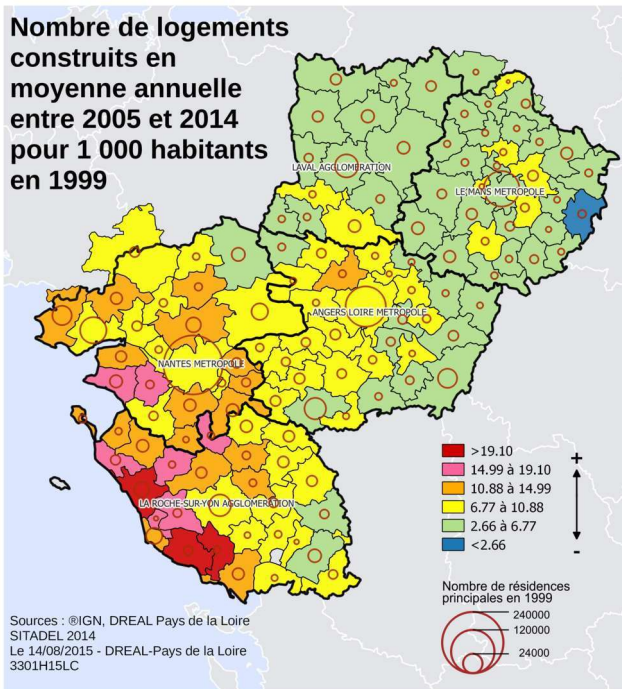 Nombre de logements
construits en
moyenne annuelle
entre 2005 et 2014
pour 1 000 habitants
en 1999
LAVAL AGGLOMERATION
LE MANS METROPOLE
ANGERS LOIRE METROPOLE
NANTES METROPOLE
LA ROCHE-SUR-YON AGGLOMERATION
>19.10
14.99 à 19.10
10.88 à 14.99
6.77 à 10.88
2.66 à 6.77
<2.66
+
-
Nombre de résidences
principales en 1999
240000
120000
24000
Sources : ®IGN, DREAL Pays de la Loire
SITADEL 2014
Le 14/08/2015 - DREAL-Pays de la Loire
3301H15LC